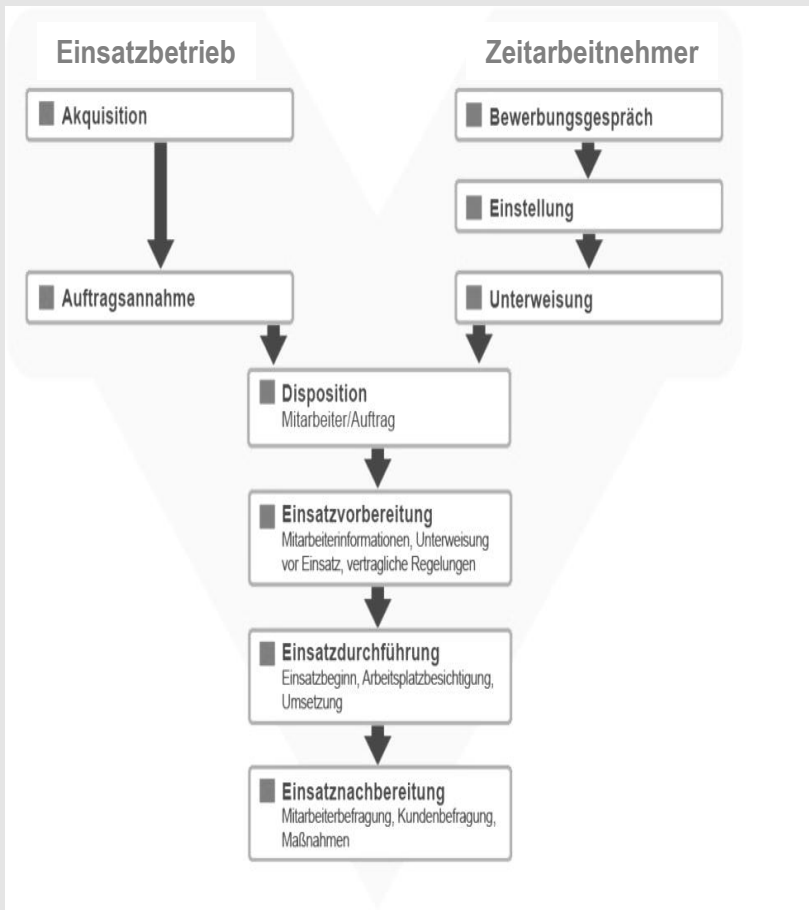 Einsatzbetrieb
Zeitarbeitnehmer
Akquisition
Bewerbungsgespräch
Einstellung
Auftragsannahme
Unterweisung
Disposition
Mitarbeiter/Auftrag
Einsatzvorbereitung
Mitarbeiterinformationen, Unterweisung
vor Einsatz, vertragliche Regelungen
Einsatzdurchführung
Einsatzbeginn, Arbeitsplatzbesichtigung,
Umsetzung
Einsatznachbereitung
Mitarbeiterbefragung, Kundenbefragung,
Maßnahmen